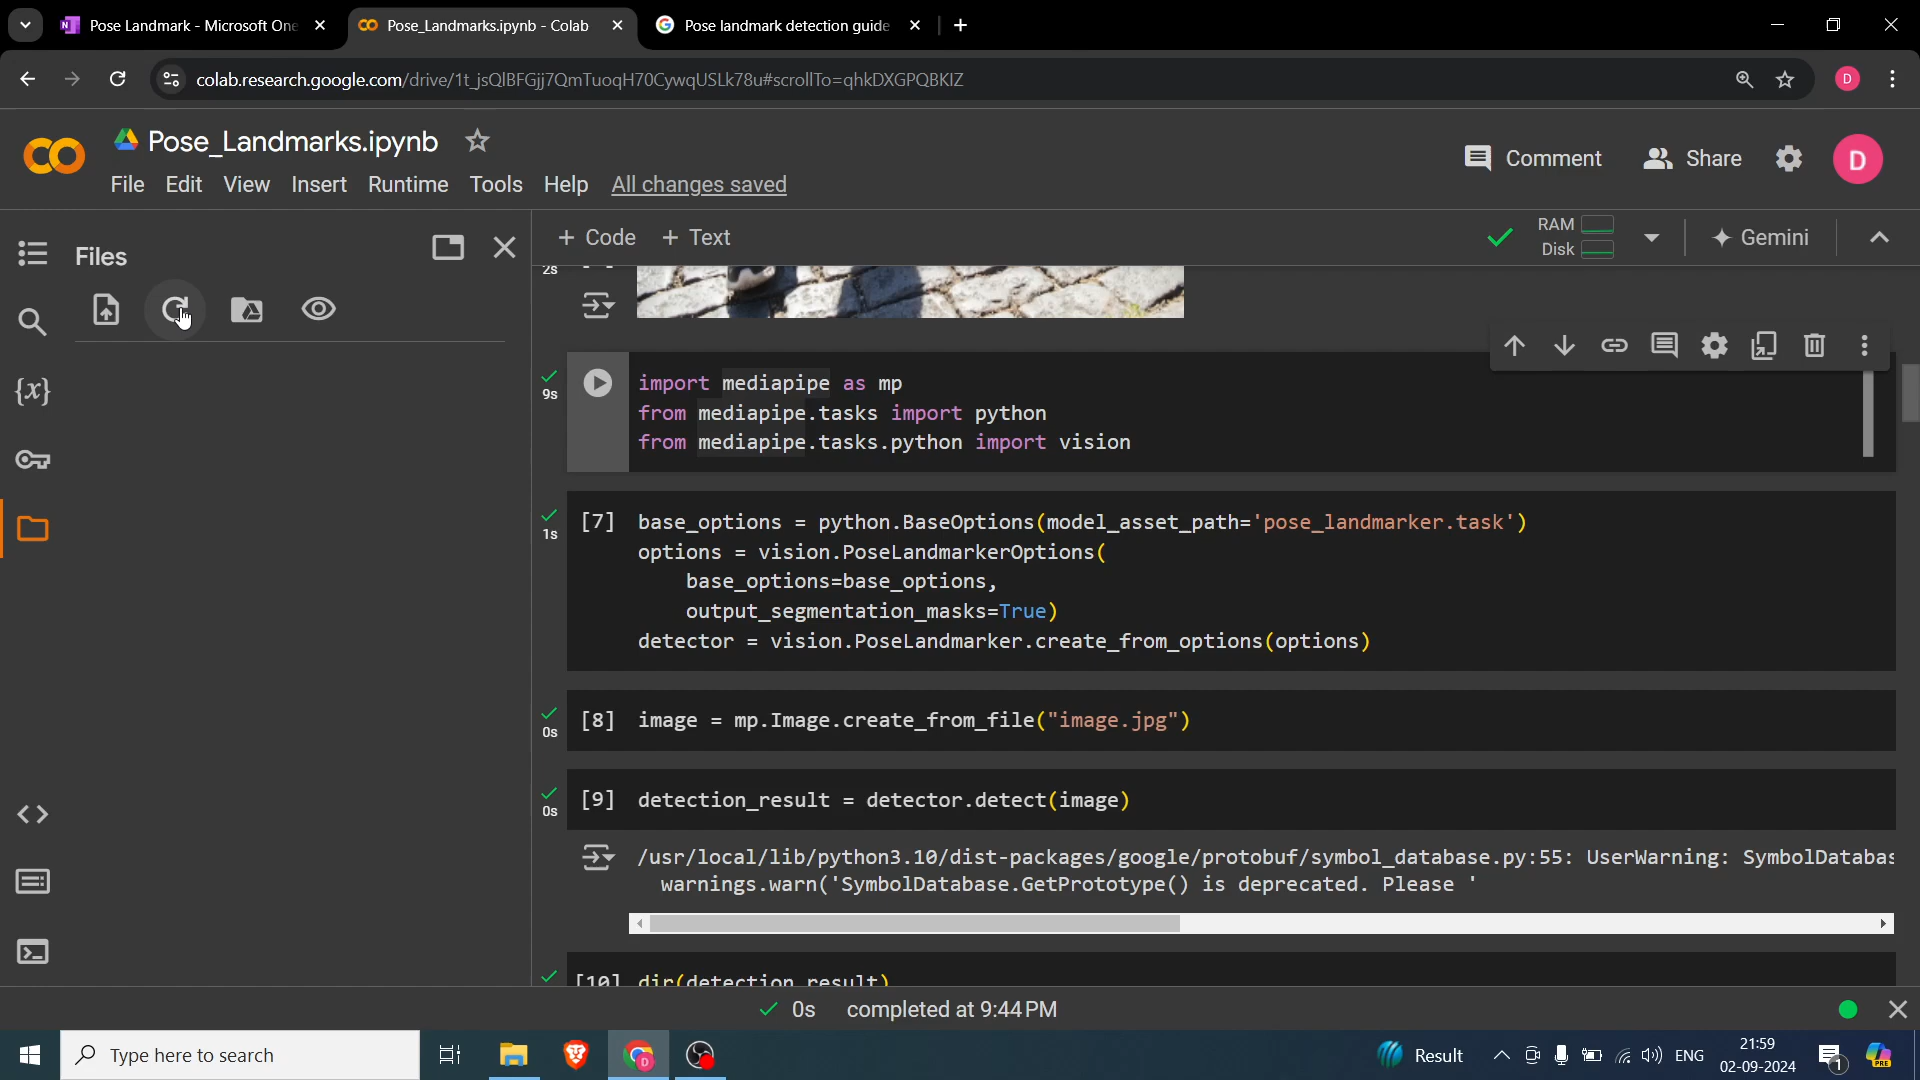 Pose Landmark - Microsoft One
Pose_Landmarks.ipynb - Colab
Pose landmark detection guide
colab.research.google.com/drive/1t_jsQlBFGjj7QmTuoqH70CywqUSLk78u#scrollTo=qhkDXGPQBKIZ
D
Pose_Landmarks.ipynb
Comment
Share
D
File Edit View Insert Runtime Tools Help All changes saved
Files
+ Code + Text
RAM
Disk
Gemini
2s
{x}
9s
import mediapipe as mp
from mediapipe.tasks import python
from mediapipe.tasks.python import vision
1s
[7] base_options = python.BaseOptions(model_asset_path='pose_landmarker.task')
options = vision.PoseLandmarkerOptions(
base_options=base_options,
output_segmentation_masks=True)
detector = vision.PoseLandmarker.create_from_options(options)
0s
[8] image = mp.Image.create_from_file("image.jpg")
0s
[9] detection_result = detector.detect(image)
/usr/local/lib/python3.10/dist-packages/google/protobuf/symbol_database.py:55: UserWarning: SymbolDatabas
warnings.warn('SymbolDatabase.GetPrototype() is deprecated. Please '
[10] dir(detection_result)
0s completed at 9:44 PM
Type here to search
Result
ENG
21:59
02-09-2024
1
PRE